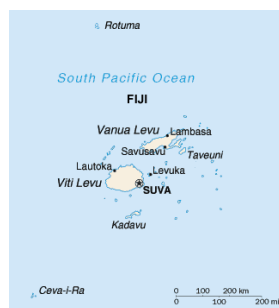 Rotuma
South Pacific Ocean
FIJI
Vanua Levu
Lambasa
Savusavu
Taveuni
Lautoka
Levuka
Viti Levu
SUVA
Kadavu
Ceva-i-Ra
0 100 200 km
0 100 200 mi